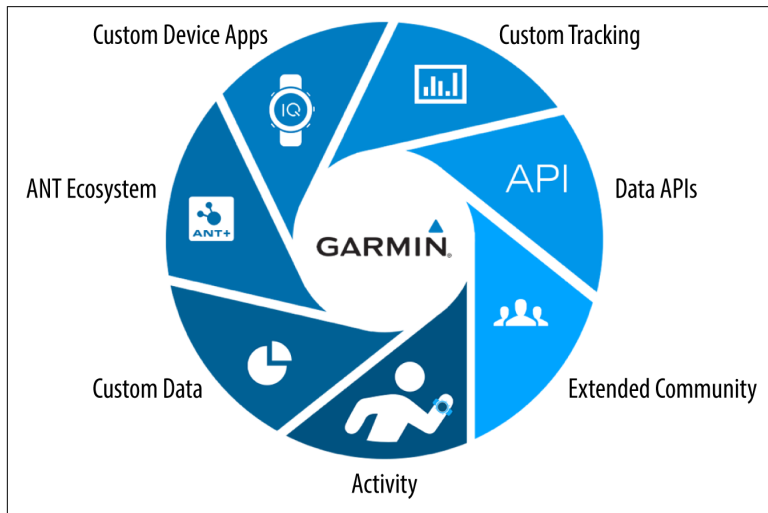 Custom Device Apps
Custom Tracking
IQ
API
ANT Ecosystem
Data APIs
ANT+
GARMIN®
Custom Data
Extended Community
Activity